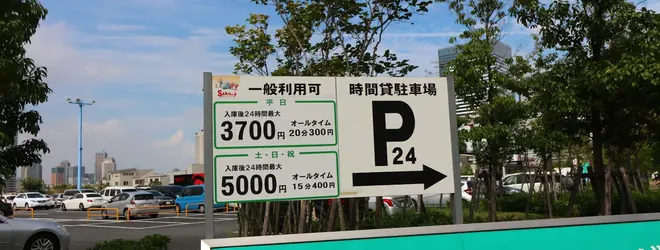 一般利用可
平日
入庫後24時間最大
3700円
オールタイム
20分300円
土・日・祝
入庫後24時間最大
5000円
オールタイム
15分400円
時間貸駐車場
P24